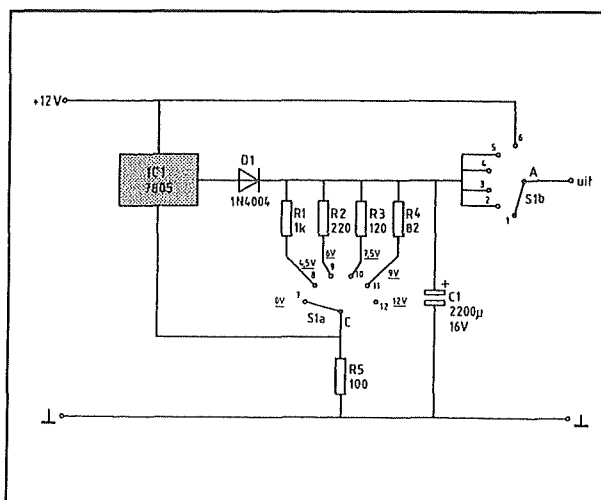 +12V
IC1
7805
D1
1N4004
R1
1k
R2
220
R3
120
R4
82
4,5V
6V
7,5V
9V
0V
12V
7
8
9
10
11
12
S1a
C
R5
100
+
C1
2200µ
16V
6
5
4
3
2
1
A
S1b
uit